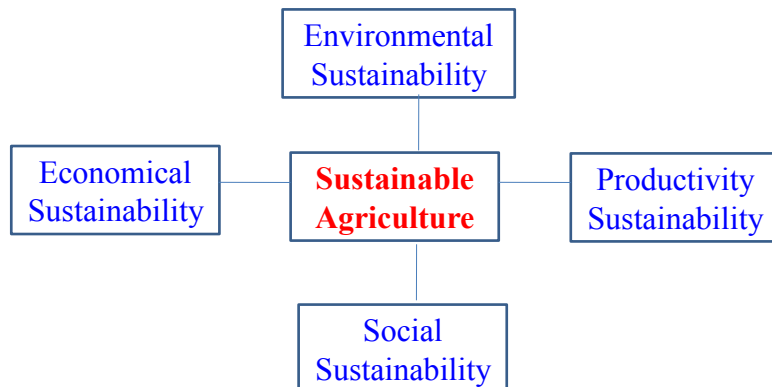 Environmental
Sustainability
Economical
Sustainability
Sustainable
Agriculture
Productivity
Sustainability
Social
Sustainability